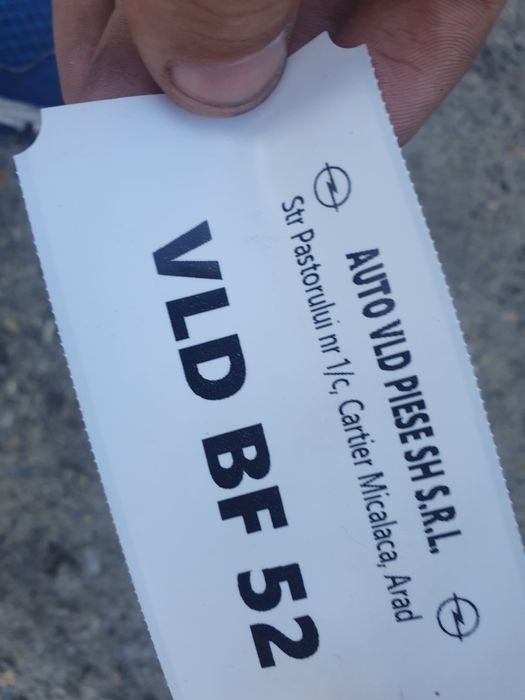 AUTO VLD PIESE SH S.R.L.
Str Pastorului nr 1/c, Cartier Micalaca, Arad
VLD BF 52